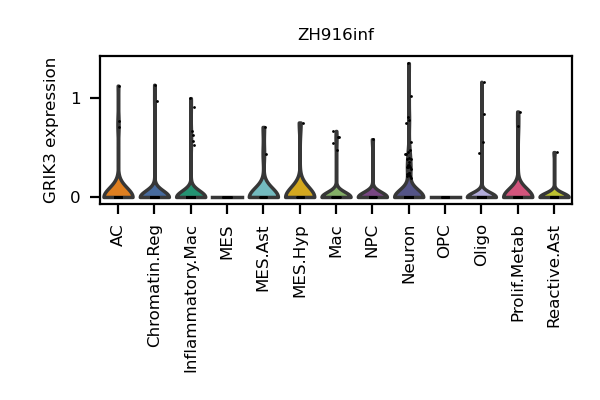 ZH916inf
GRIK3 expression
1
0
AC
Chromatin.Reg
Inflammatory.Mac
MES
MES.Ast
MES.Hyp
Mac
NPC
Neuron
OPC
Oligo
Prolif.Metab
Reactive.Ast